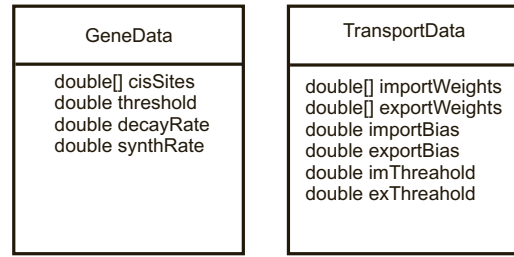 GeneData
double[] cisSites
double threshold
double decayRate
double synthRate
TransportData
double[] importWeights
double[] exportWeights
double importBias
double exportBias
double imThreahold
double exThreahold